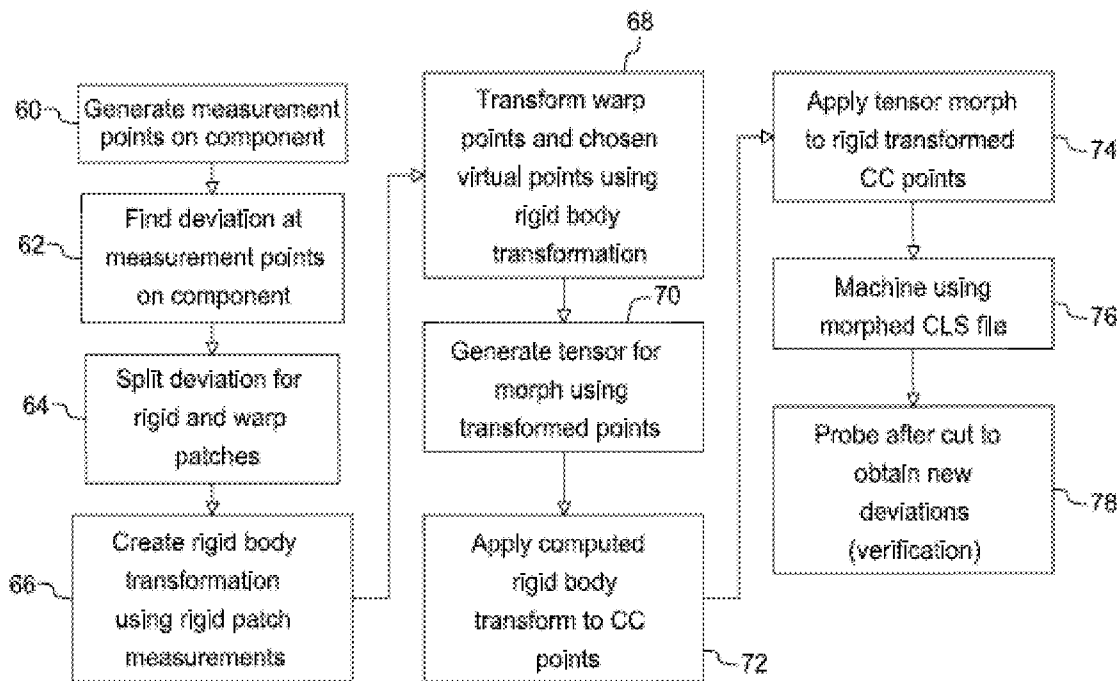 60
Generate measurement
points on component
62
Find deviation at
measurement points
on component
64
Split deviation for
rigid and warp
patches
66
Create rigid body
transformation
using rigid patch
measurements
68
Transform warp
points and chosen
virtual points using
rigid body
transformation
70
Generate tensor for
morph using
transformed points
Apply computed
rigid body
transform to CC
points
72
Apply tensor morph
to rigid transformed
CC points
74
Machine using
morphed CLS file
76
Probe after cut to
obtain new
deviations
(verification)
78